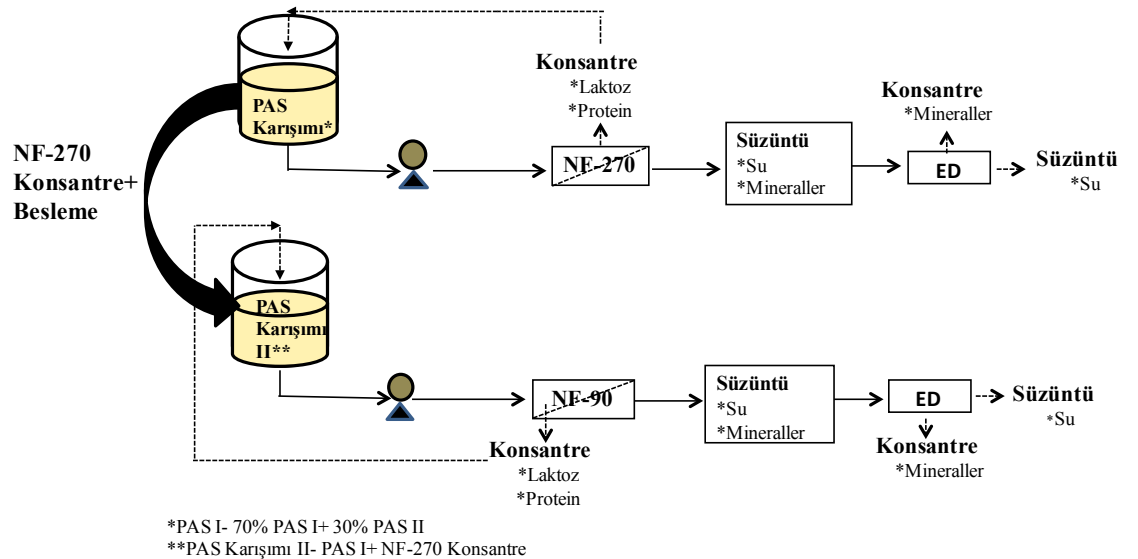 PAS
Karışımı*
Konsantre
*Laktoz
*Protein
NF-270
Süzüntü
*Su
*Mineraller
Konsantre
*Mineraller
ED
Süzüntü
*Su
NF-270
Konsantre+
Besleme
PAS
Karışımı
II**
NF-90
Konsantre
*Laktoz
*Protein
Süzüntü
*Su
*Mineraller
ED
Konsantre
*Mineraller
Süzüntü
*Su
*PAS I- 70% PAS I+ 30% PAS II
**PAS Karışımı II- PAS I+ NF-270 Konsantre